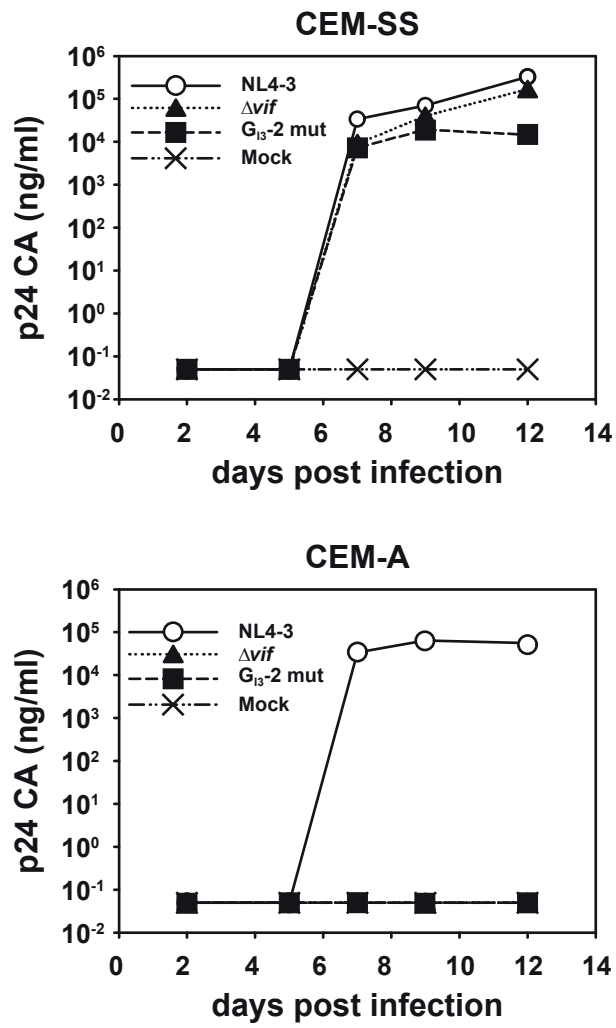 CEM-SS
p24 CA (ng/ml)
10⁶
10⁵
10⁴
10³
10²
10¹
10⁰
10⁻¹
10⁻²
NL4-3
Δvif
G_I3-2 mut
Mock
0 2 4 6 8 10 12 14
days post infection
CEM-A
p24 CA (ng/ml)
10⁶
10⁵
10⁴
10³
10²
10¹
10⁰
10⁻¹
10⁻²
NL4-3
Δvif
G_I3-2 mut
Mock
0 2 4 6 8 10 12 14
days post infection